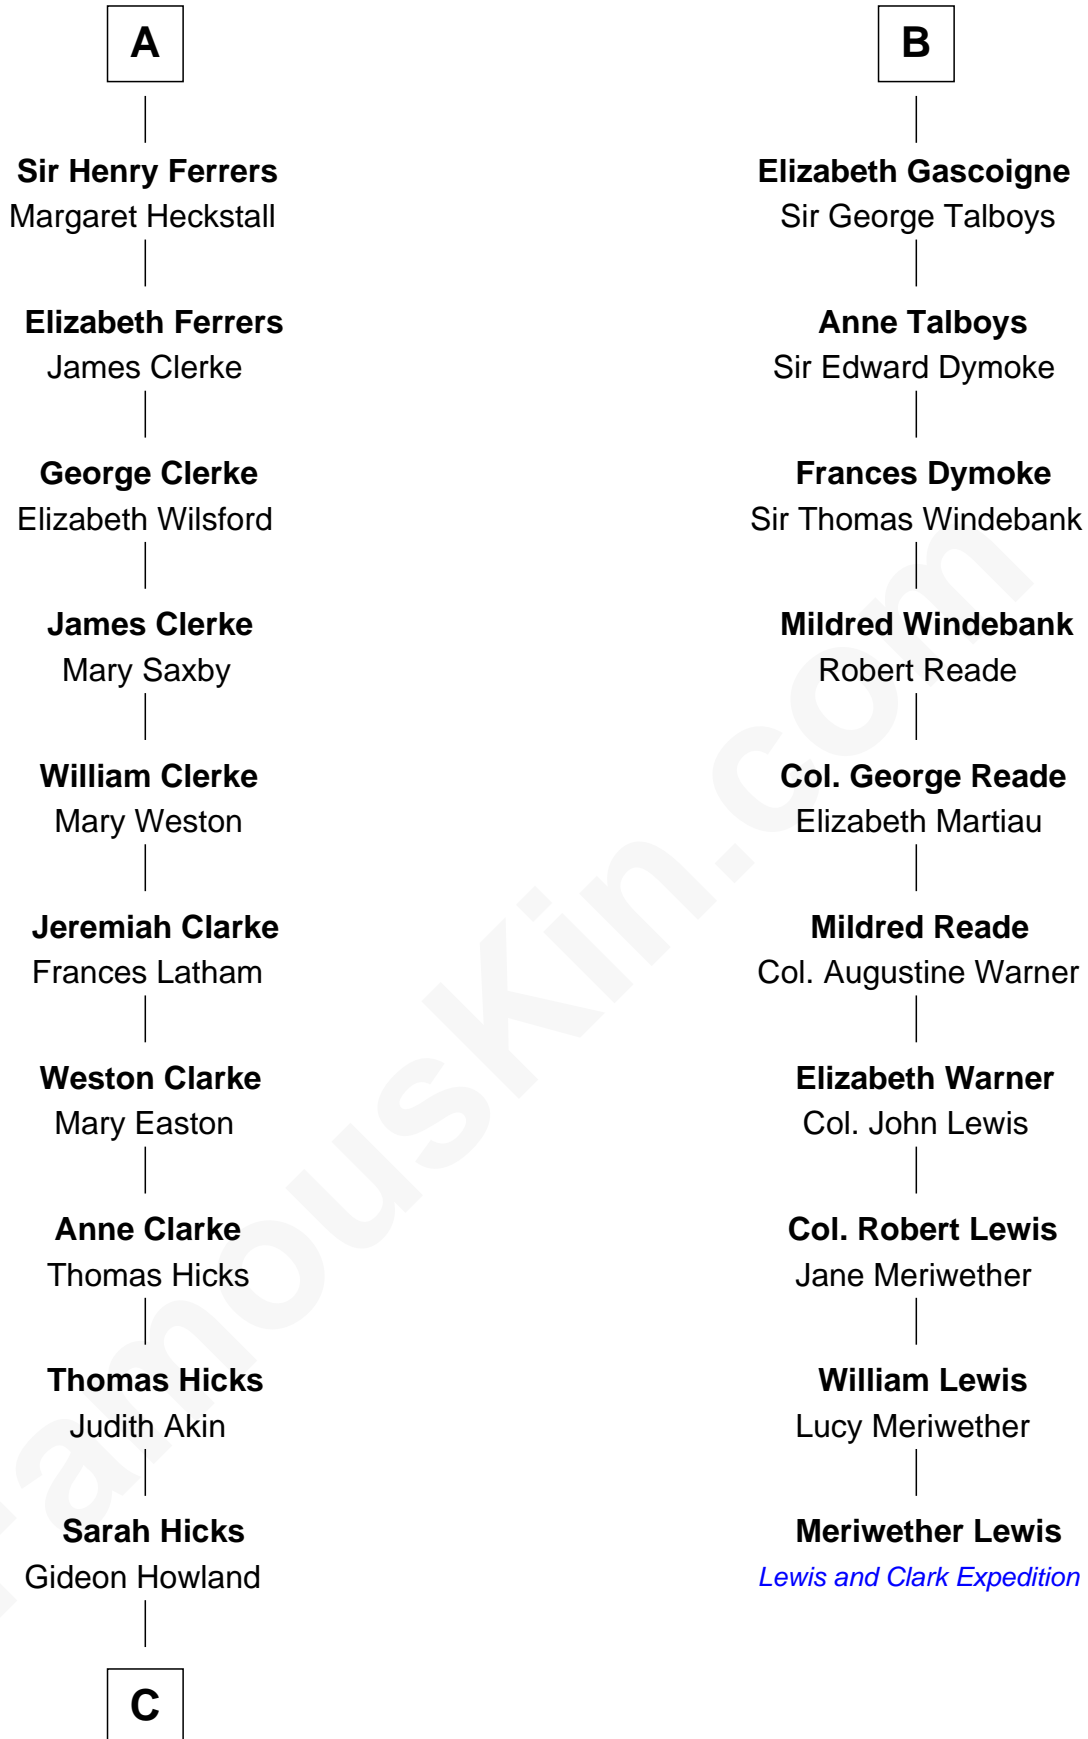 A
Sir Henry Ferrers
Margaret Heckstall
Elizabeth Ferrers
James Clerke
George Clerke
Elizabeth Wilsford
James Clerke
Mary Saxby
William Clerke
Mary Weston
Jeremiah Clarke
Frances Latham
Weston Clarke
Mary Easton
Anne Clarke
Thomas Hicks
Thomas Hicks
Judith Akin
Sarah Hicks
Gideon Howland
C
B
Elizabeth Gascoigne
Sir George Talboys
Anne Talboys
Sir Edward Dymoke
Frances Dymoke
Sir Thomas Windebank
Mildred Windebank
Robert Reade
Col. George Reade
Elizabeth Martiau
Mildred Reade
Col. Augustine Warner
Elizabeth Warner
Col. John Lewis
Col. Robert Lewis
Jane Meriwether
William Lewis
Lucy Meriwether
Meriwether Lewis
Lewis and Clark Expedition
FamousKin.com